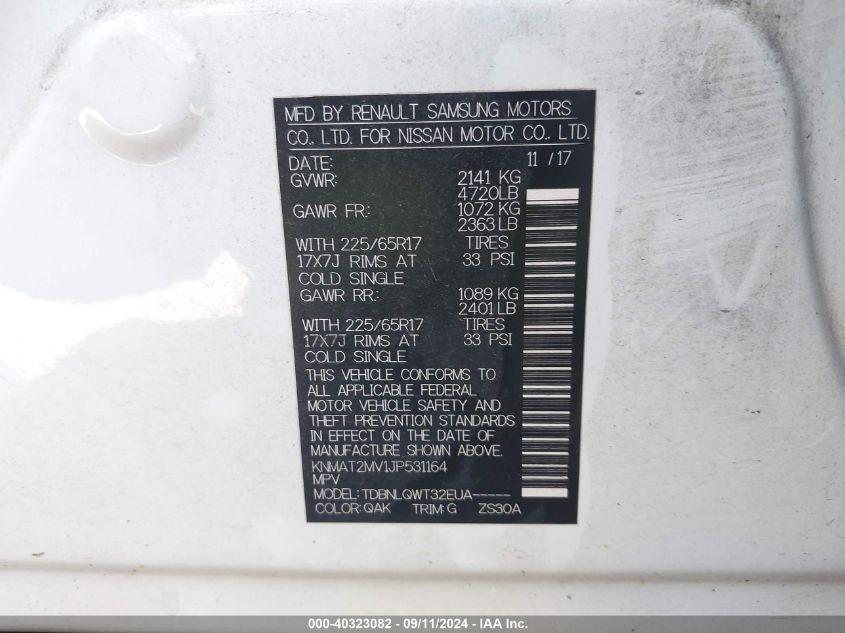 MFD BY RENAULT SAMSUNG MOTORS
CO., LTD. FOR NISSAN MOTOR CO., LTD.
DATE: 11 / 17
GVWR: 2141 KG
4720LB
GAWR FR.: 1072 KG
2363LB
WITH 225/65R17 TIRES
17X7J RIMS AT 33 PSI
COLD SINGLE
GAWR RR.: 1089 KG
2401LB
WITH 225/65R17 TIRES
17X7J RIMS AT 33 PSI
COLD SINGLE
THIS VEHICLE CONFORMS TO
ALL APPLICABLE FEDERAL
MOTOR VEHICLE SAFETY AND
THEFT PREVENTION STANDARDS
IN EFFECT ON THE DATE OF
MANUFACTURE SHOWN ABOVE.
KNMAT2MV1JP531164
MPV
MODEL: TDBNLQWT32EUA-----
COLOR: QAK TRIM: G ZS30A
000-40323082 - 09/11/2024 - IAA Inc.